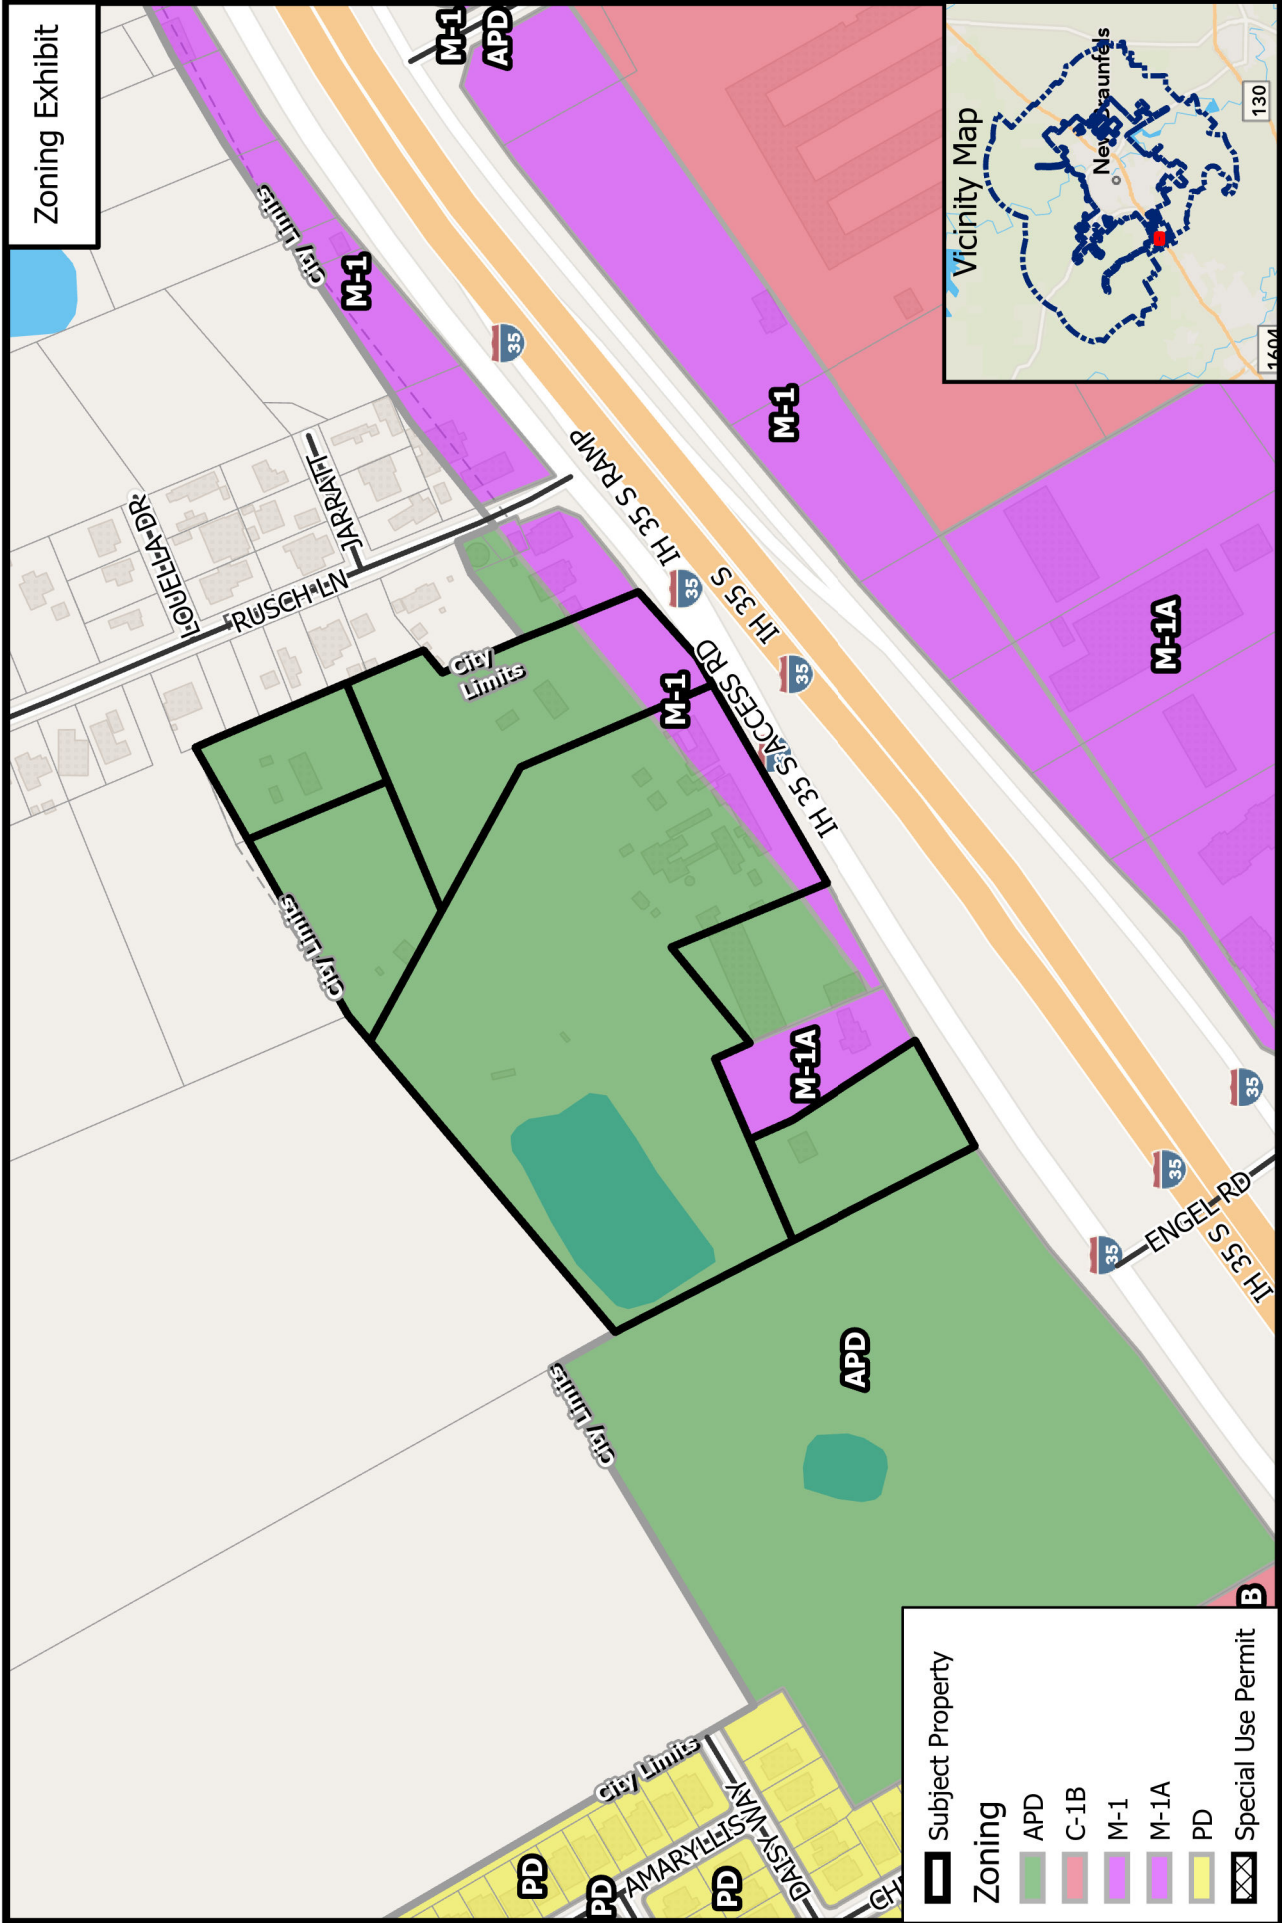 Zoning Exhibit
M-1
APD
City Limits
M-1
35
LOUELLA DR
JARRATT
RUSCH LN
IH 35 S RAMP
35
IH 35 S
35
City
Limits
M-1
IH 35 S ACCESS RD
M-1
M-1A
City Limits
M-1A
35
35
35
ENGEL RD
IH 35 S
APD
City Limits
City Limits
PD
PD
PD
AMARYLLIS
DAISY WAY
CH
B
Vicinity Map
New Braunfels
130
1604
Subject Property
Zoning
APD
C-1B
M-1
M-1A
PD
Special Use Permit